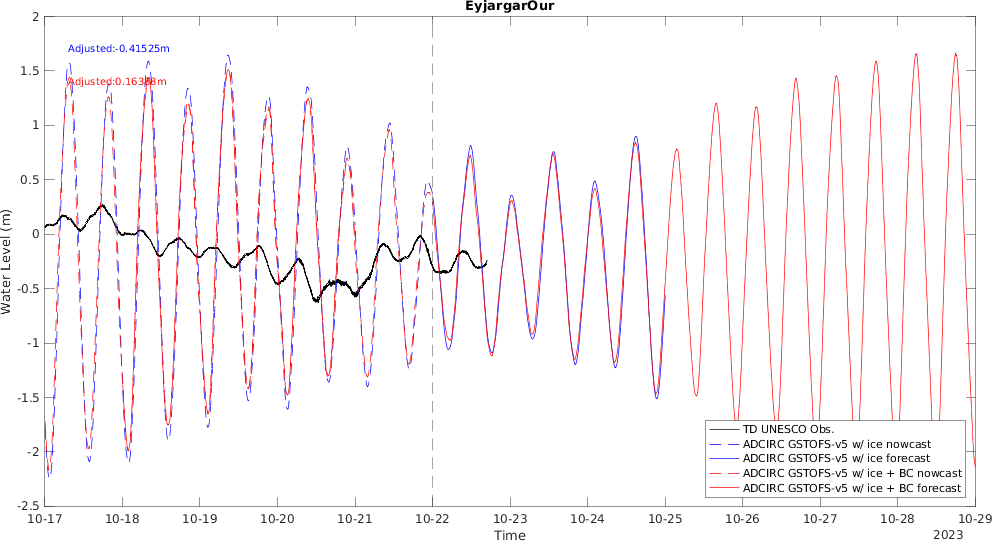 EyjargarOur
Adjusted:-0.41525m
Adjusted:0.16338m
Water Level (m)
2
1.5
1
0.5
0
-0.5
-1
-1.5
-2
-2.5
TD UNESCO Obs.
ADCIRC GSTOFS-v5 w/ ice nowcast
ADCIRC GSTOFS-v5 w/ ice forecast
ADCIRC GSTOFS-v5 w/ ice + BC nowcast
ADCIRC GSTOFS-v5 w/ ice + BC forecast
10-17 10-18 10-19 10-20 10-21 10-22 10-23 10-24 10-25 10-26 10-27 10-28 10-29
Time
2023